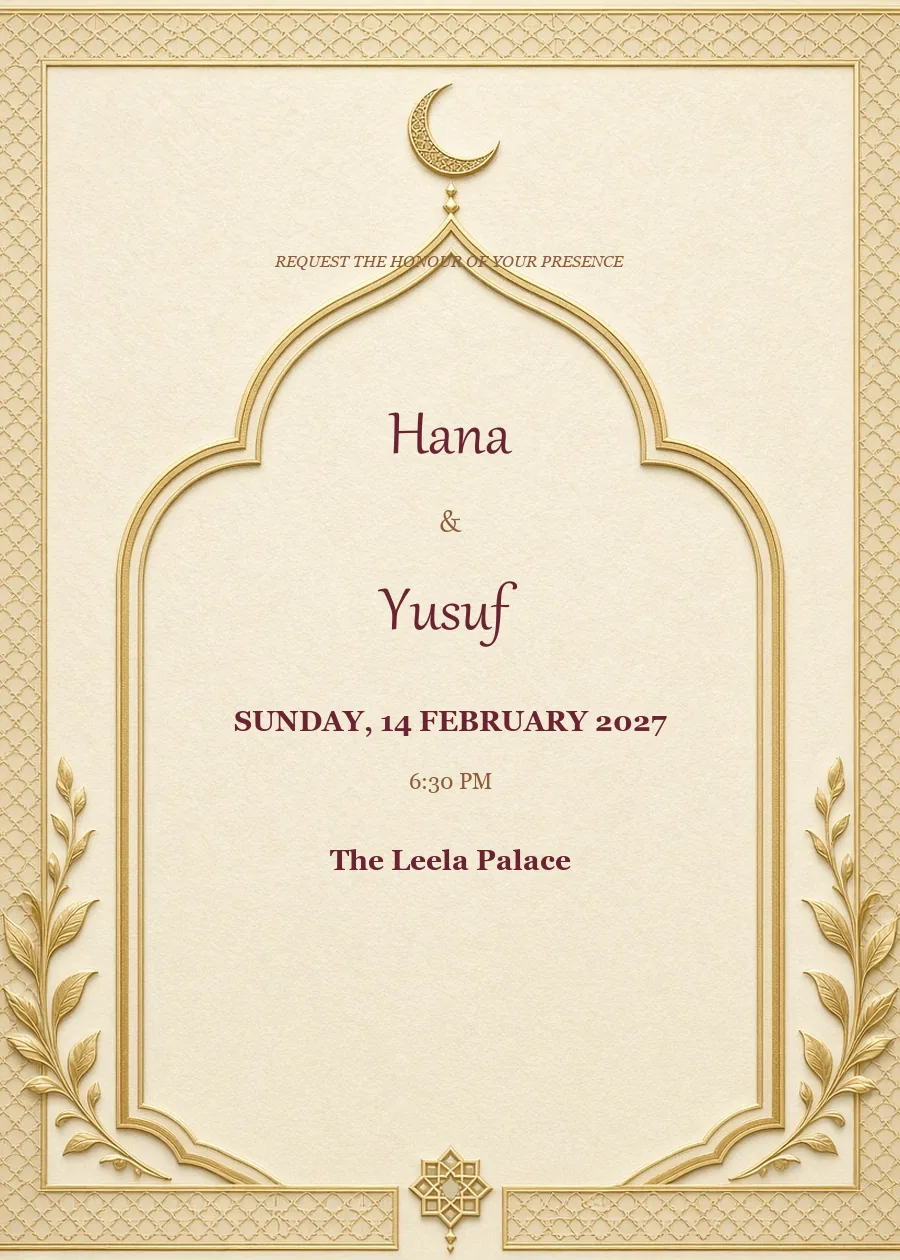 REQUEST THE HONOUR OF YOUR PRESENCE
Hana
&
Yusuf
SUNDAY, 14 FEBRUARY 2027
6:30 PM
The Leela Palace